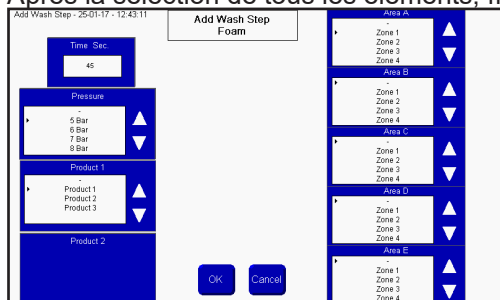 Après la sélection de tous les éléments,
Add Wash Step - 25-01-17 - 12:43:11
Add Wash Step
Foam
Time Sec.
45
Pressure
-
5 Bar
6 Bar
7 Bar
8 Bar
Product 1
-
Product 1
Product 2
Product 3
Product 2
OK
Cancel
Area A
-
Zone 1
Zone 2
Zone 3
Zone 4
Area B
-
Zone 1
Zone 2
Zone 3
Zone 4
Area C
-
Zone 1
Zone 2
Zone 3
Zone 4
Area D
-
Zone 1
Zone 2
Zone 3
Zone 4
Area E
-
Zone 1
Zone 2
Zone 3
Zone 4